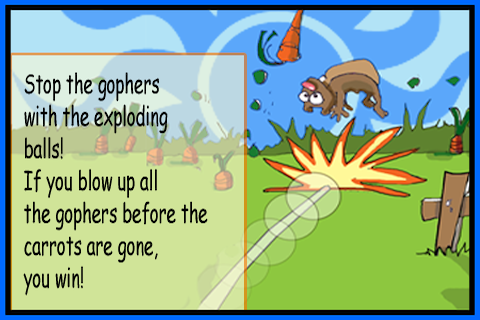 Stop the gophers
with the exploding
balls!
If you blow up all
the gophers before the
carrots are gone,
you win!